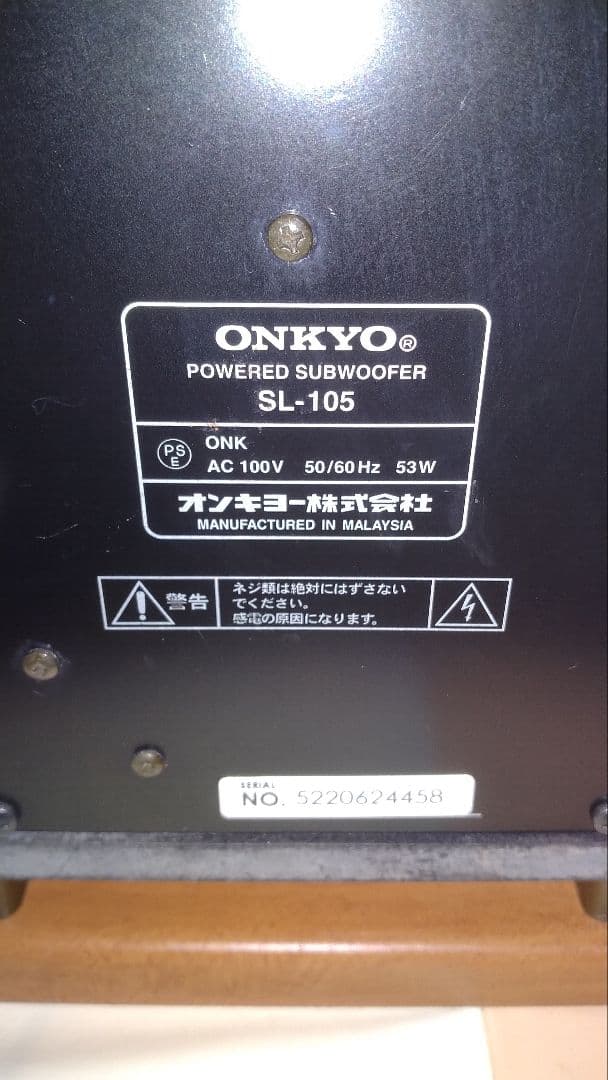 ONKYO®
POWERED SUBWOOFER
SL-105
PSE
ONK
AC 100V 50/60Hz 53W
オンキヨー株式会社
MANUFACTURED IN MALAYSIA
警告
ネジ類は絶対にはずさない
でください。
感電の原因になります。
SERIAL
NO. 5220624458